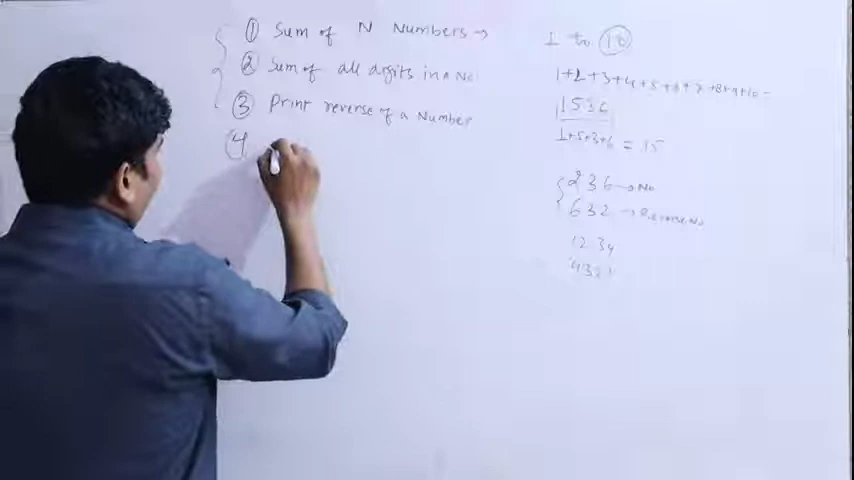 ① Sum of N Numbers →
② Sum of all digits in a No.
③ Print reverse of a Number
④
1 to 10
1+2+3+4+5+6+7+8+9+10 -
1536
1+5+3+6 = 15
236 → No
632 → Reverse No
1234
4321